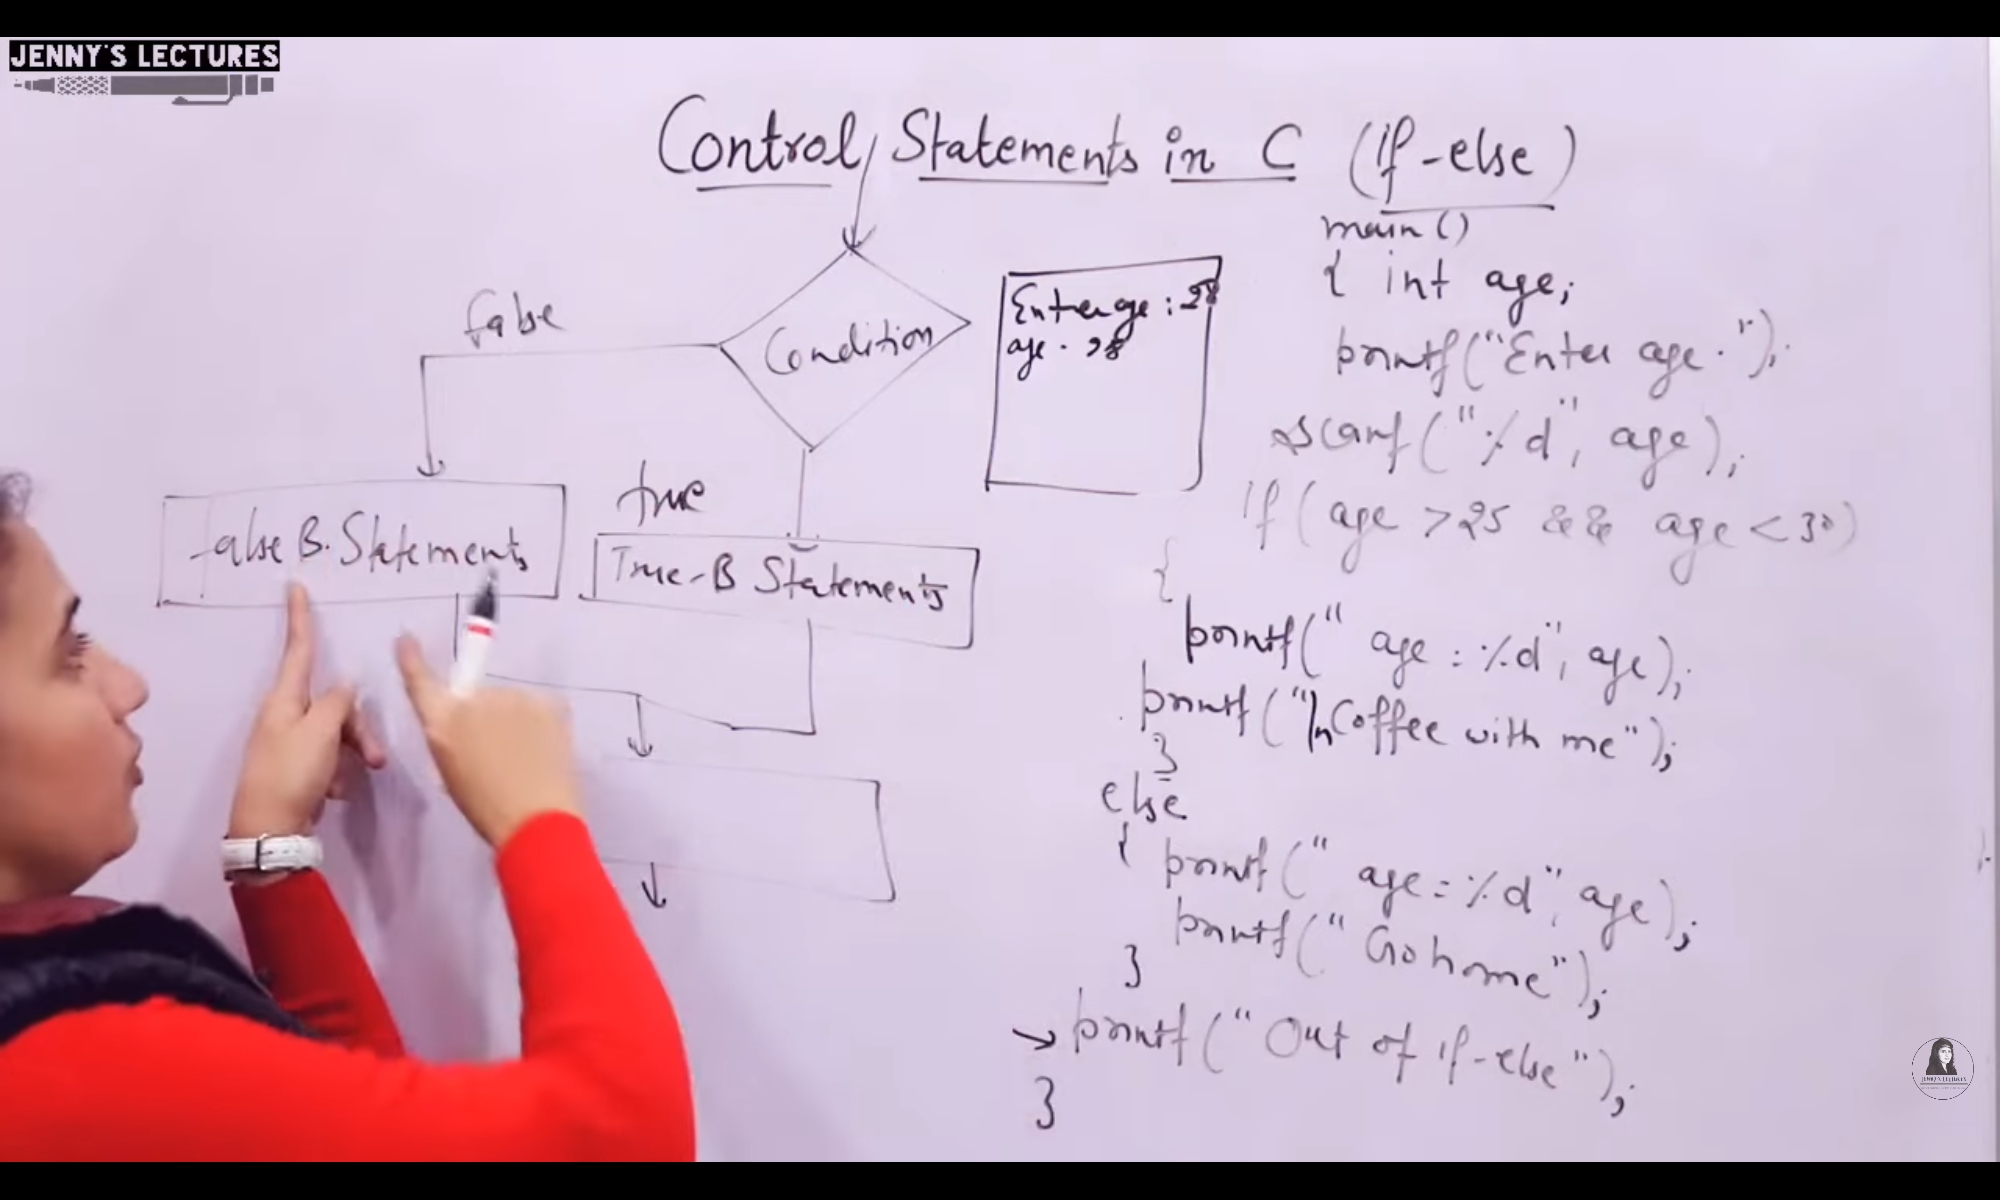 JENNY'S LECTURES
Control Statements in C (if-else)
main()
{ int age;
printf("Enter age.");
scanf("%d", age);
if (age >25 && age <30)
{
printf(" age : %d", age);
printf("\nCoffee with me");
}
else
{ printf(" age = %d", age);
printf(" Go home");
}
→ printf("Out of if-else");
}
Condition
false
true
false B. Statements
True-B Statements
Enter age : 28
age . 28
JENNY'S LECTURES